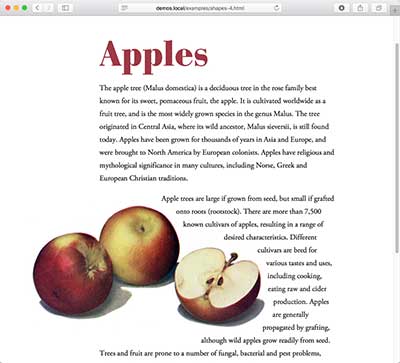 demos.local/examples/shapes-4.html
Apples
The apple tree (Malus domestica) is a deciduous tree in the rose family best
known for its sweet, pomaceous fruit, the apple. It is cultivated worldwide as a
fruit tree, and is the most widely grown species in the genus Malus. The tree
originated in Central Asia, where its wild ancestor, Malus sieversii, is still found
today. Apples have been grown for thousands of years in Asia and Europe, and
were brought to North America by European colonists. Apples have religious and
mythological significance in many cultures, including Norse, Greek and
European Christian traditions.
Apple trees are large if grown from seed, but small if grafted
onto roots (rootstock). There are more than 7,500
known cultivars of apples, resulting in a range of
desired characteristics. Different
cultivars are bred for
various tastes and uses,
including cooking,
eating raw and cider
production. Apples
are generally
propagated by grafting,
although wild apples grow readily from seed.
Trees and fruit are prone to a number of fungal, bacterial and pest problems,